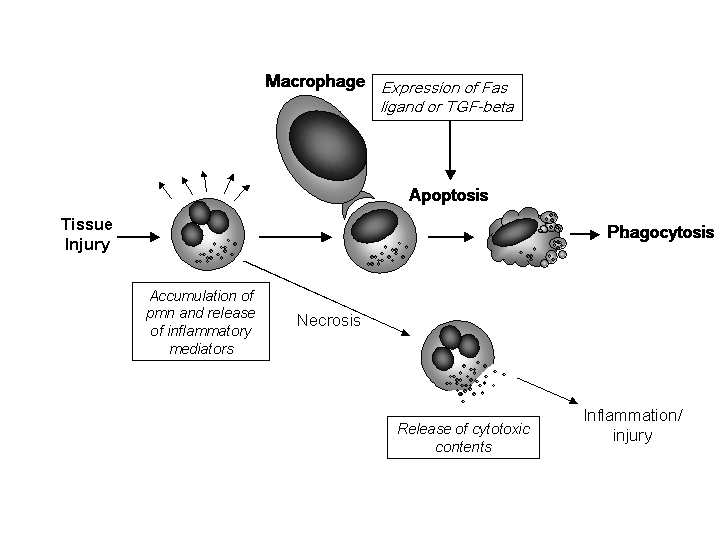 Macrophage
Expression of Fas
ligand or TGF-beta
Apoptosis
Tissue
Injury
Phagocytosis
Accumulation of
pmn and release
of inflammatory
mediators
Necrosis
Release of cytotoxic
contents
Inflammation/
injury